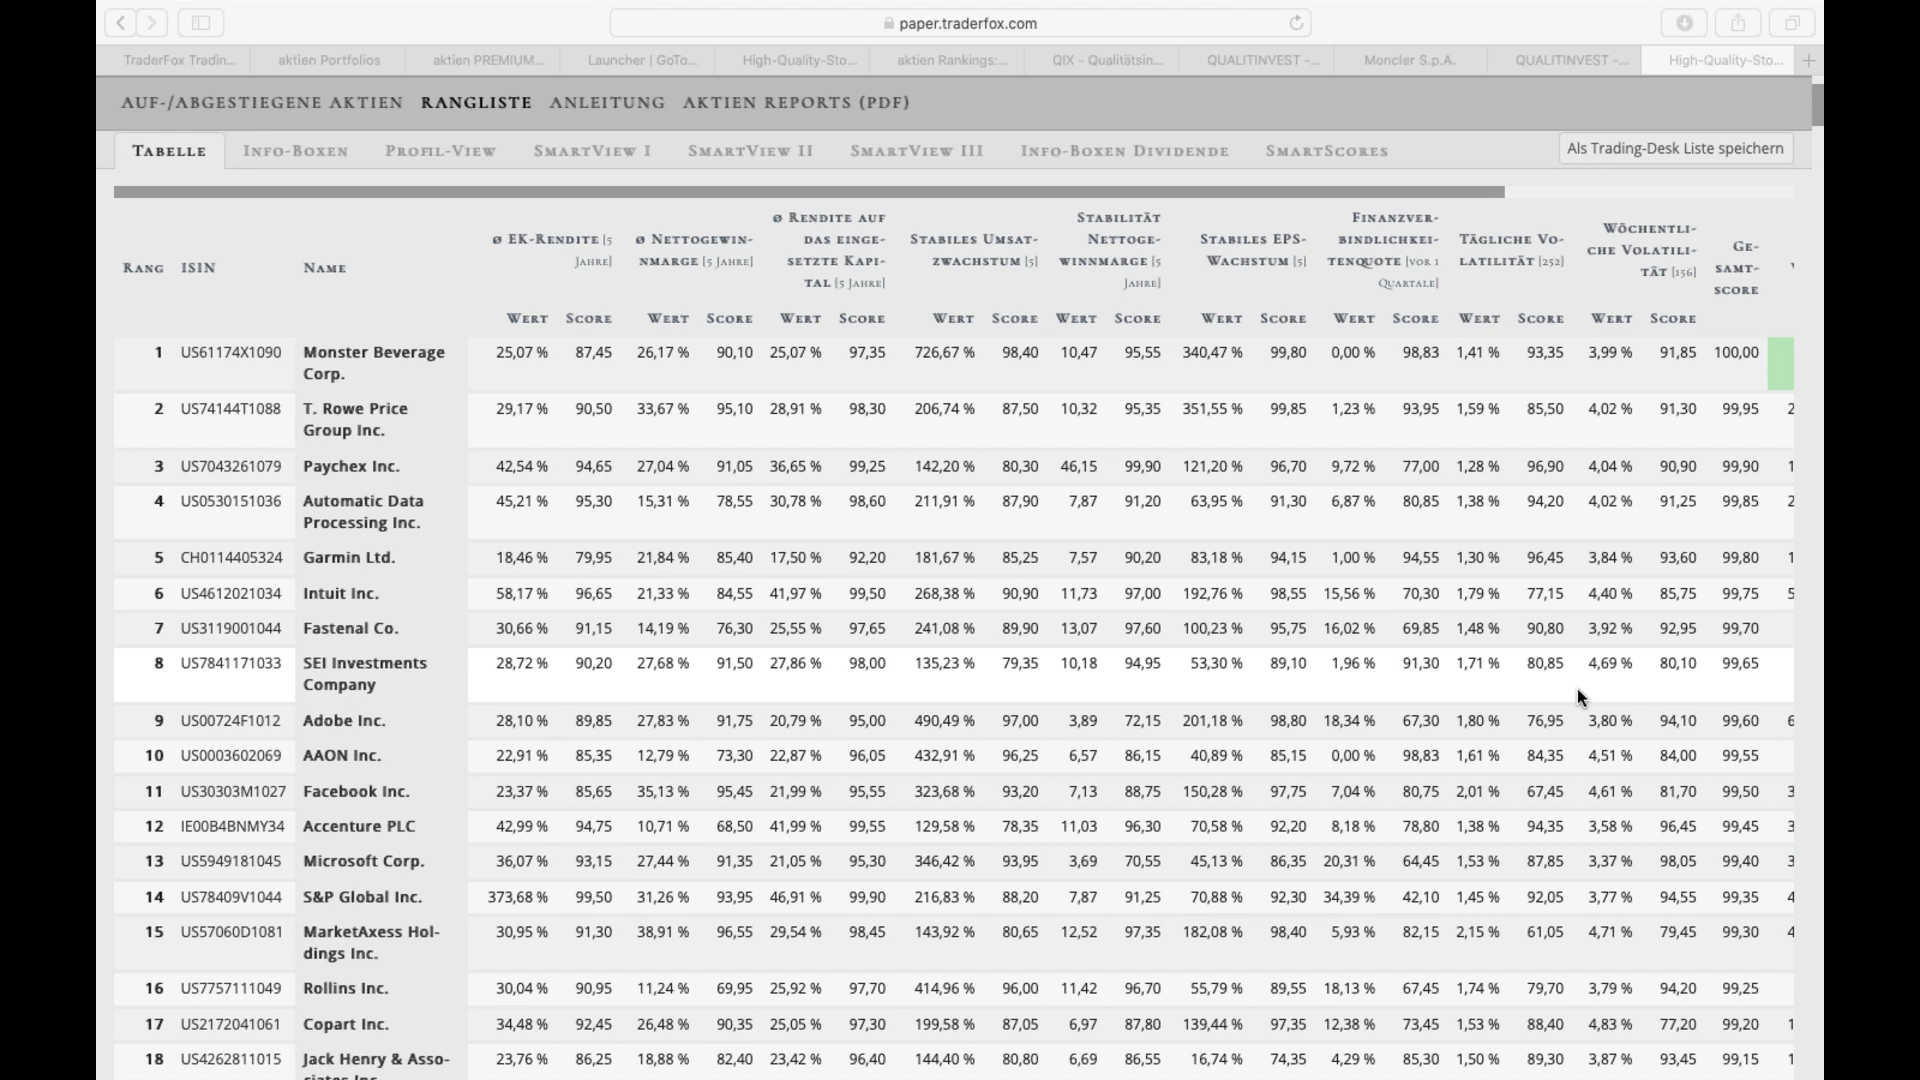 paper.traderfox.com
TraderFox Tradin...
aktien Portfolios
aktien PREMIUM...
Launcher | GoTo...
High-Quality-Sto...
aktien Rankings:...
QIX - Qualitätsin...
QUALITINVEST -...
Moncler S.p.A.
QUALITINVEST -...
High-Quality-Sto...
AUF-/ABGESTIEGENE AKTIEN RANGLISTE ANLEITUNG AKTIEN REPORTS (PDF)
TABELLE INFO-BOXEN PROFIL-VIEW SMARTVIEW I SMARTVIEW II SMARTVIEW III INFO-BOXEN DIVIDENDE SMARTSCORES
Als Trading-Desk Liste speichern
RANG
ISIN
NAME
Ø EK-RENDITE [5
JAHRE]
Ø NETTOGEWIN-
NMARGE [5 JAHRE]
Ø RENDITE AUF
DAS EINGE-
SETZTE KAPI-
TAL [5 JAHRE]
STABILES UMSAT-
ZWACHSTUM [5]
STABILITÄT
NETTOGE-
WINNMARGE [5
JAHRE]
STABILES EPS-
WACHSTUM [5]
FINANZVER-
BINDLICHKEI-
TENQUOTE [VOR 1
QUARTALE]
TÄGLICHE VO-
LATILITÄT [252]
WÖCHENTLI-
CHE VOLATILI-
TÄT [156]
GE-
SAMT-
SCORE
WERT SCORE WERT SCORE WERT SCORE WERT SCORE WERT SCORE WERT SCORE WERT SCORE WERT SCORE WERT SCORE
1 US61174X1090 Monster Beverage 25,07 % 87,45 26,17 % 90,10 25,07 % 97,35 726,67 % 98,40 10,47 95,55 340,47 % 99,80 0,00 % 98,83 1,41 % 93,35 3,99 % 91,85 100,00
Corp.
2 US74144T1088 T. Rowe Price 29,17 % 90,50 33,67 % 95,10 28,91 % 98,30 206,74 % 87,50 10,32 95,35 351,55 % 99,85 1,23 % 93,95 1,59 % 85,50 4,02 % 91,30 99,95 2
Group Inc.
3 US7043261079 Paychex Inc. 42,54 % 94,65 27,04 % 91,05 36,65 % 99,25 142,20 % 80,30 46,15 99,90 121,20 % 96,70 9,72 % 77,00 1,28 % 96,90 4,04 % 90,90 99,90 1
4 US0530151036 Automatic Data 45,21 % 95,30 15,31 % 78,55 30,78 % 98,60 211,91 % 87,90 7,87 91,20 63,95 % 91,30 6,87 % 80,85 1,38 % 94,20 4,02 % 91,25 99,85 2
Processing Inc.
5 CH0114405324 Garmin Ltd. 18,46 % 79,95 21,84 % 85,40 17,50 % 92,20 181,67 % 85,25 7,57 90,20 83,18 % 94,15 1,00 % 94,55 1,30 % 96,45 3,84 % 93,60 99,80 1
6 US4612021034 Intuit Inc. 58,17 % 96,65 21,33 % 84,55 41,97 % 99,50 268,38 % 90,90 11,73 97,00 192,76 % 98,55 15,56 % 70,30 1,79 % 77,15 4,40 % 85,75 99,75 5
7 US3119001044 Fastenal Co. 30,66 % 91,15 14,19 % 76,30 25,55 % 97,65 241,08 % 89,90 13,07 97,60 100,23 % 95,75 16,02 % 69,85 1,48 % 90,80 3,92 % 92,95 99,70
8 US7841171033 SEI Investments 28,72 % 90,20 27,68 % 91,50 27,86 % 98,00 135,23 % 79,35 10,18 94,95 53,30 % 89,10 1,96 % 91,30 1,71 % 80,85 4,69 % 80,10 99,65
Company
9 US00724F1012 Adobe Inc. 28,10 % 89,85 27,83 % 91,75 20,79 % 95,00 490,49 % 97,00 3,89 72,15 201,18 % 98,80 18,34 % 67,30 1,80 % 76,95 3,80 % 94,10 99,60 6
10 US0003602069 AAON Inc. 22,91 % 85,35 12,79 % 73,30 22,87 % 96,05 432,91 % 96,25 6,57 86,15 40,89 % 85,15 0,00 % 98,83 1,61 % 84,35 4,51 % 84,00 99,55
11 US30303M1027 Facebook Inc. 23,37 % 85,65 35,13 % 95,45 21,99 % 95,55 323,68 % 93,20 7,13 88,75 150,28 % 97,75 7,04 % 80,75 2,01 % 67,45 4,61 % 81,70 99,50 3
12 IE00B4BNMY34 Accenture PLC 42,99 % 94,75 10,71 % 68,50 41,99 % 99,55 129,58 % 78,35 11,03 96,30 70,58 % 92,20 8,18 % 78,80 1,38 % 94,35 3,58 % 96,45 99,45 3
13 US5949181045 Microsoft Corp. 36,07 % 93,15 27,44 % 91,35 21,05 % 95,30 346,42 % 93,95 3,69 70,55 45,13 % 86,35 20,31 % 64,45 1,53 % 87,85 3,37 % 98,05 99,40 3
14 US78409V1044 S&P Global Inc. 373,68 % 99,50 31,26 % 93,95 46,91 % 99,90 216,83 % 88,20 7,87 91,25 70,88 % 92,30 34,39 % 42,10 1,45 % 92,05 3,77 % 94,55 99,35 4
15 US57060D1081 MarketAxess Hol- 30,95 % 91,30 38,91 % 96,55 29,54 % 98,45 143,92 % 80,65 12,52 97,35 182,08 % 98,40 5,93 % 82,15 2,15 % 61,05 4,71 % 79,45 99,30 4
dings Inc.
16 US7757111049 Rollins Inc. 30,04 % 90,95 11,24 % 69,95 25,92 % 97,70 414,96 % 96,00 11,42 96,70 55,79 % 89,55 18,13 % 67,45 1,74 % 79,70 3,79 % 94,20 99,25
17 US2172041061 Copart Inc. 34,48 % 92,45 26,48 % 90,35 25,05 % 97,30 199,58 % 87,05 6,97 87,80 139,44 % 97,35 12,38 % 73,45 1,53 % 88,40 4,83 % 77,20 99,20 1
18 US4262811015 Jack Henry & Asso- 23,76 % 86,25 18,88 % 82,40 23,42 % 96,40 144,40 % 80,80 6,69 86,55 16,74 % 74,35 4,29 % 85,30 1,50 % 89,30 3,87 % 93,45 99,15 1
ciates Inc.